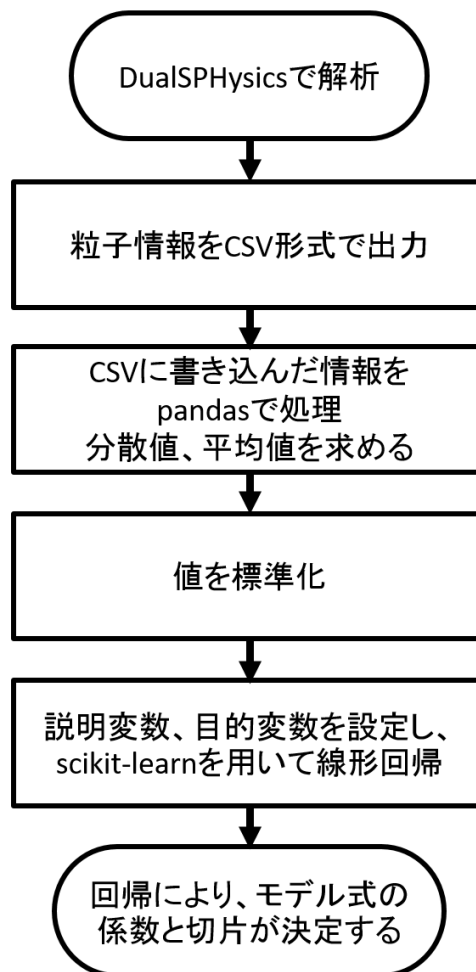 DualSPHysicsで解析
粒子情報をCSV形式で出力
CSVに書き込んだ情報を
pandasで処理
分散値、平均値を求める
値を標準化
説明変数、目的変数を設定し、
scikit-learnを用いて線形回帰
回帰により、モデル式の
係数と切片が決定する